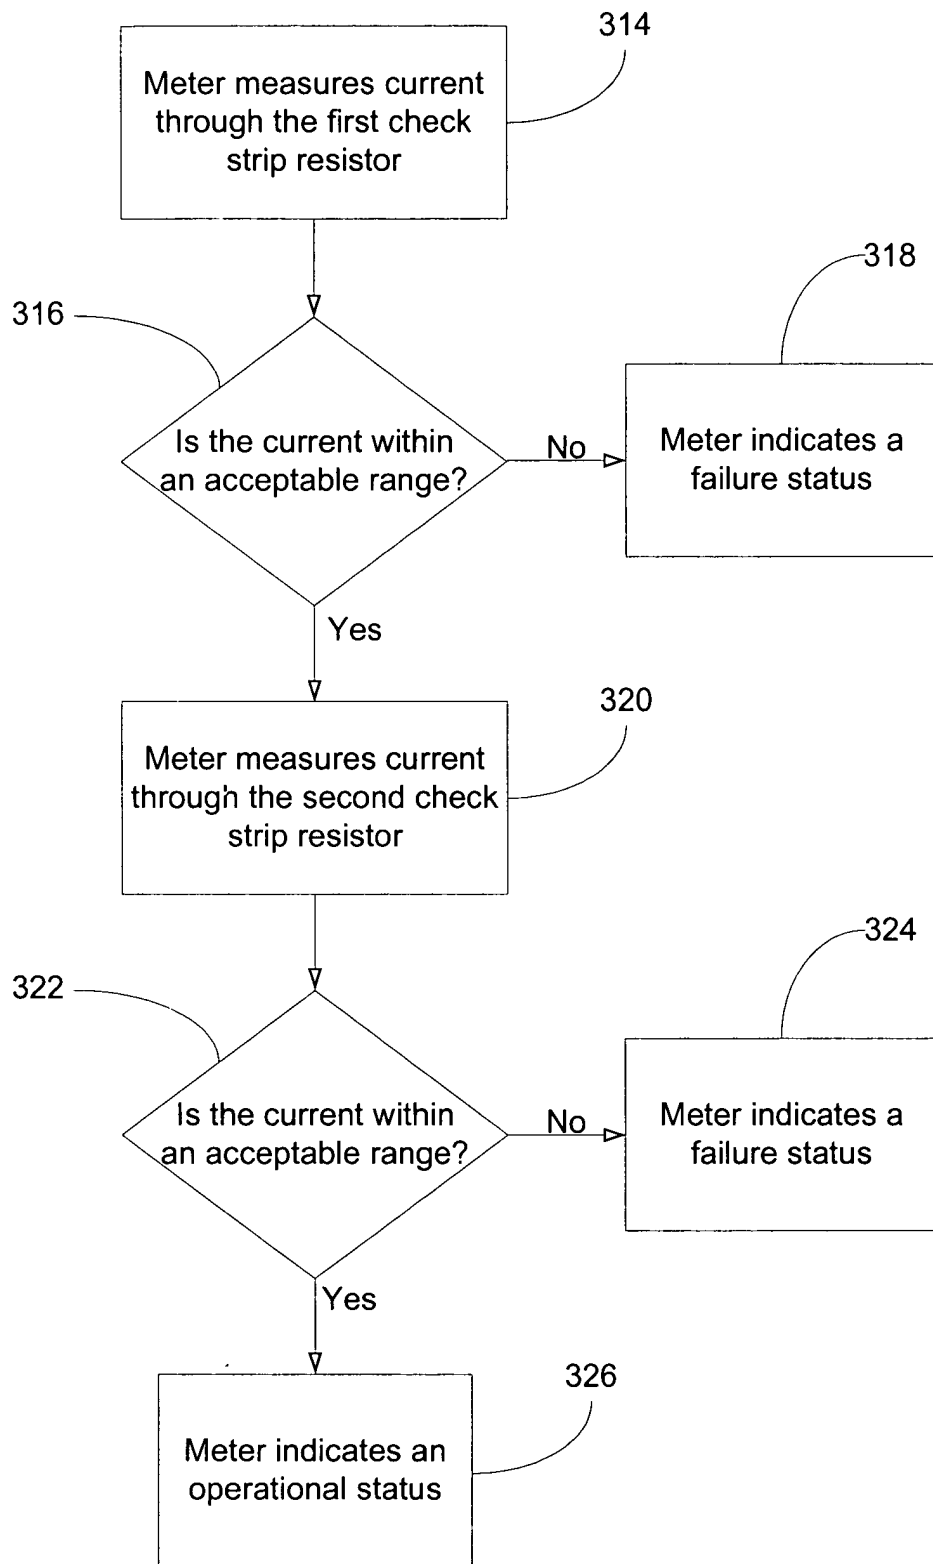 314
Meter measures current
through the first check
strip resistor
318
316
Is the current within
an acceptable range?
No
Meter indicates a
failure status
Yes
320
Meter measures current
through the second check
strip resistor
324
322
Is the current within
an acceptable range?
No
Meter indicates a
failure status
Yes
326
Meter indicates an
operational status